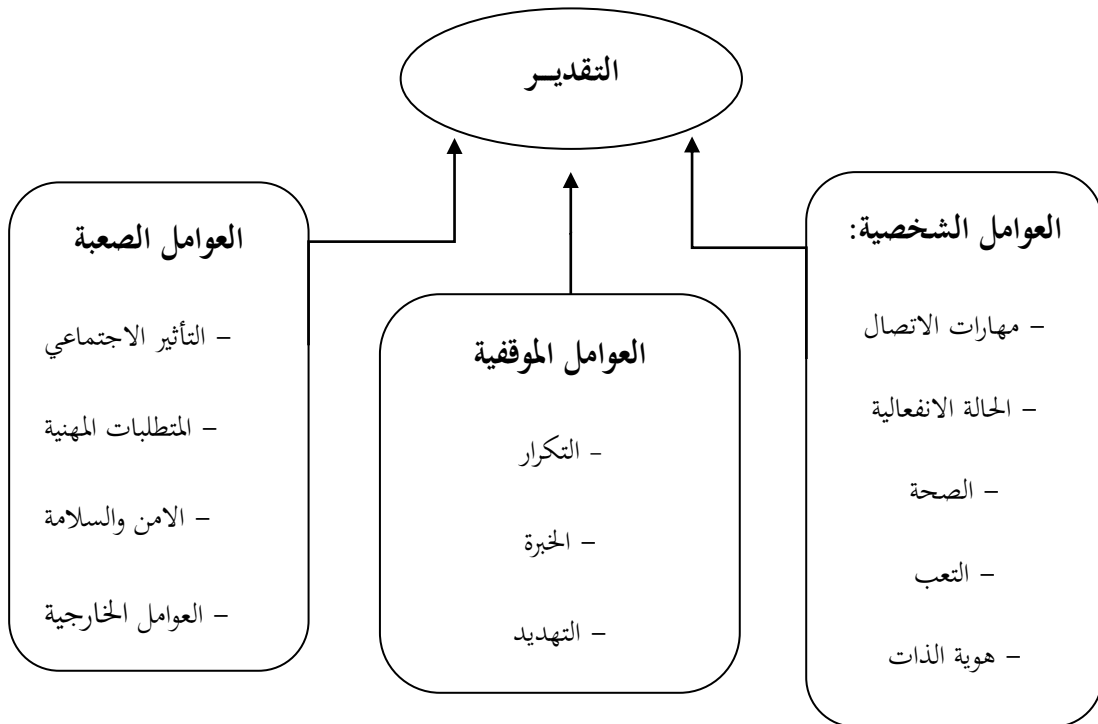 التقديـر
العوامل الشخصية:
– مهارات الاتصال
– الحالة الانفعالية
– الصحة
– التعب
– هوية الذات
العوامل الموقفية
- التكرار
– الخبرة
– التهديد
العوامل الصعبة
– التأثير الاجتماعي
– المتطلبات المهنية
– الامن والسلامة
– العوامل الخارجية